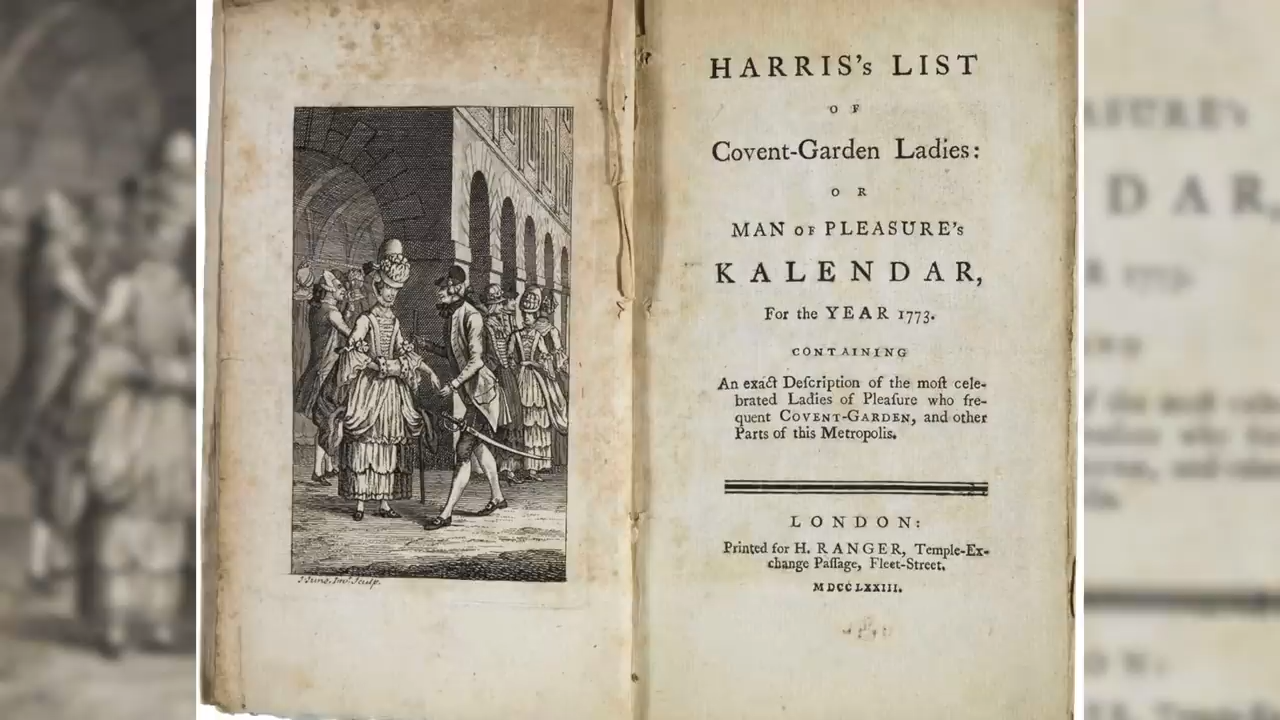 HARRIS's LIST
OF
Covent-Garden Ladies:
OR
MAN OF PLEASURE's
KALENDAR,
For the YEAR 1773.
CONTAINING
An exact Deſcription of the moſt cele-
brated Ladies of Pleaſure who fre-
quent COVENT-GARDEN, and other
Parts of this Metropolis.
LONDON:
Printed for H. RANGER, Temple-Ex-
change Paſſage, Fleet-Street.
MDCCLXXIII.